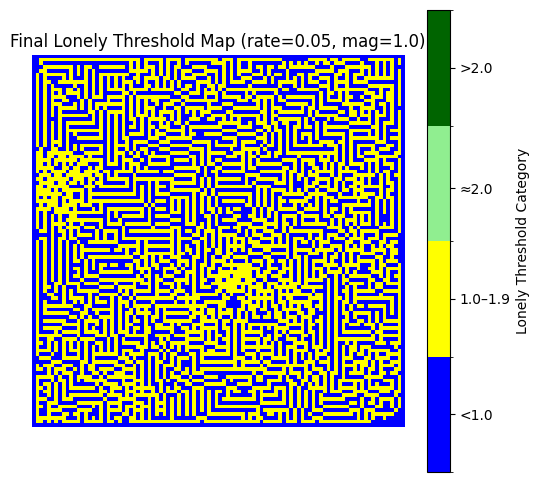 Final Lonely Threshold Map (rate=0.05, mag=1.0)
>2.0
≈2.0
1.0–1.9
<1.0
Lonely Threshold Category